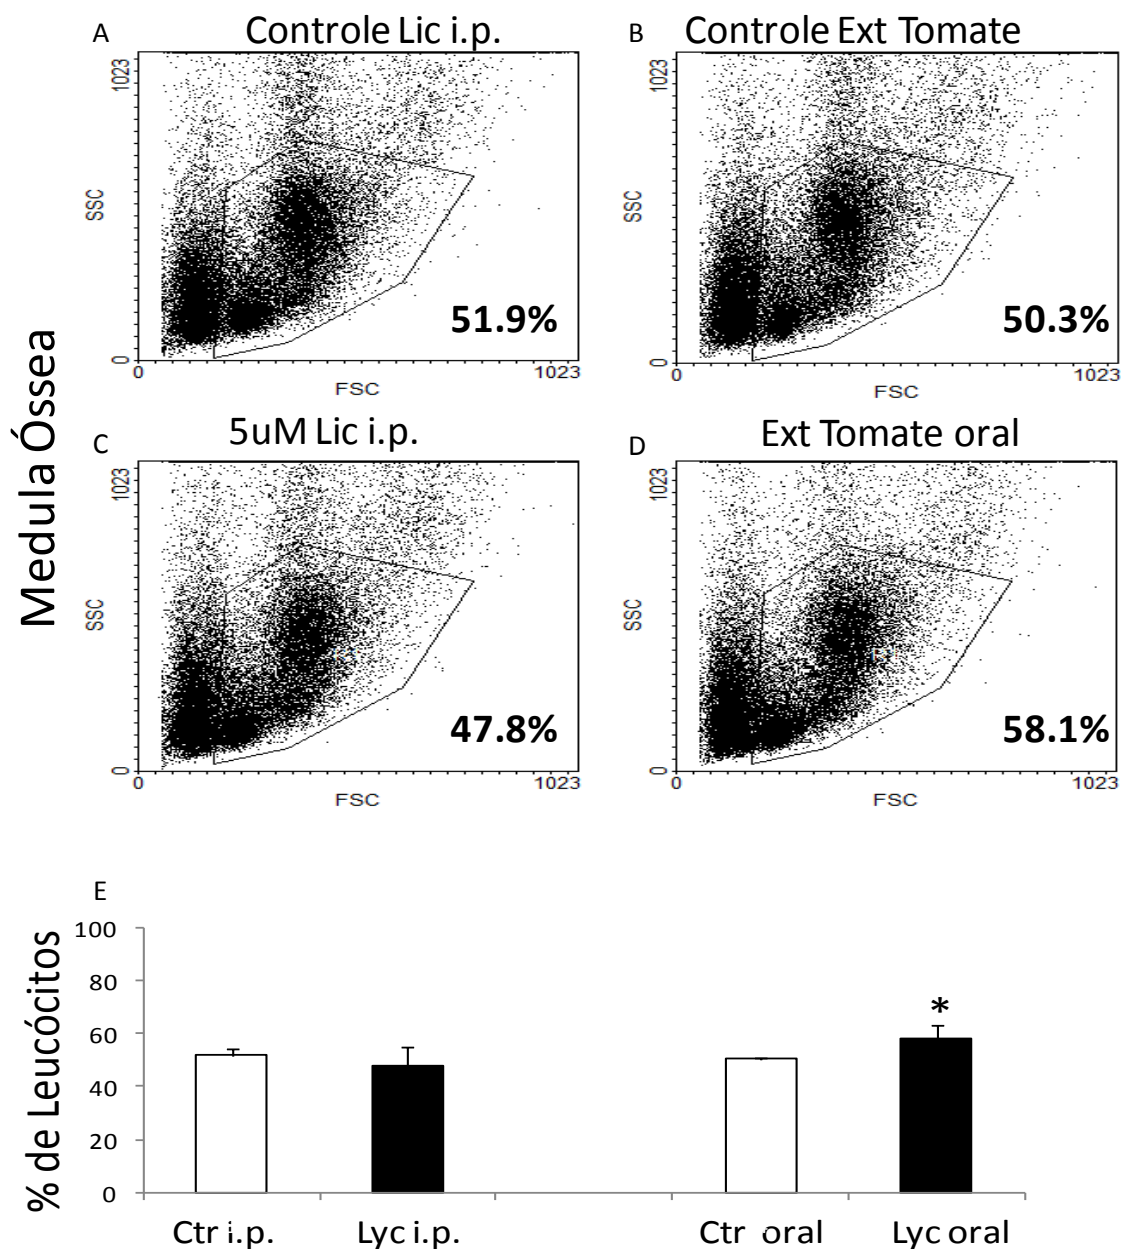 A
Controle Lic i.p.
B
Controle Ext Tomate
1023
SSC
0
51.9%
0
1023
FSC
1023
SSC
0
50.3%
0
1023
FSC
Medula Óssea
C
5uM Lic i.p.
D
Ext Tomate oral
1023
SSC
0
47.8%
0
1023
FSC
1023
SSC
0
58.1%
0
1023
FSC
E
% de Leucócitos
100
80
60
40
20
0
*
Ctr i.p.
Lyc i.p.
Ctr oral
Lyc oral